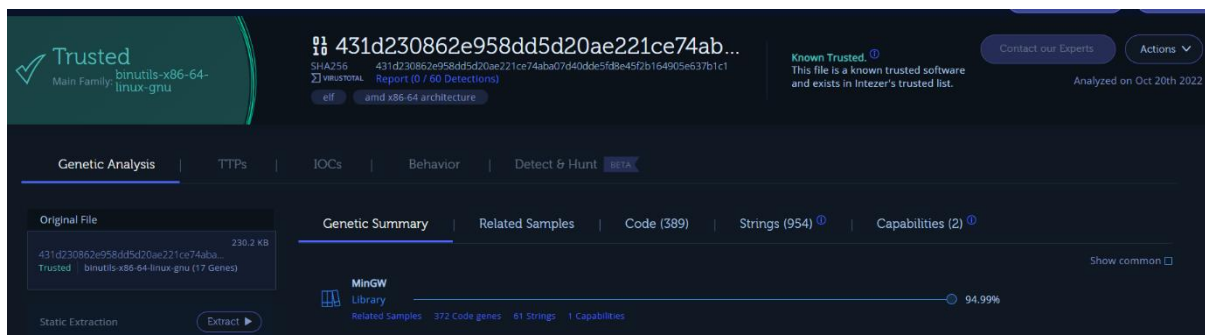 Trusted
Main Family: binutils-x86-64-linux-gnu
431d230862e958dd5d20ae221ce74ab...
SHA256 431d230862e958dd5d20ae221ce74aba07d40dde5fd8e45f2b164905e637b1c1
VIRUSTOTAL Report (0 / 60 Detections)
elf amd x86-64 architecture
Known Trusted.
This file is a known trusted software
and exists in Intezer's trusted list.
Contact our Experts Actions
Analyzed on Oct 20th 2022
Genetic Analysis | TTPs | IOCs | Behavior | Detect & Hunt BETA
Original File
230.2 KB
431d230862e958dd5d20ae221ce74aba...
Trusted binutils-x86-64-linux-gnu (17 Genes)
Static Extraction Extract
Genetic Summary | Related Samples | Code (389) | Strings (954) | Capabilities (2)
Show common
MinGW
Library 94.99%
Related Samples 372 Code genes 61 Strings 1 Capabilities